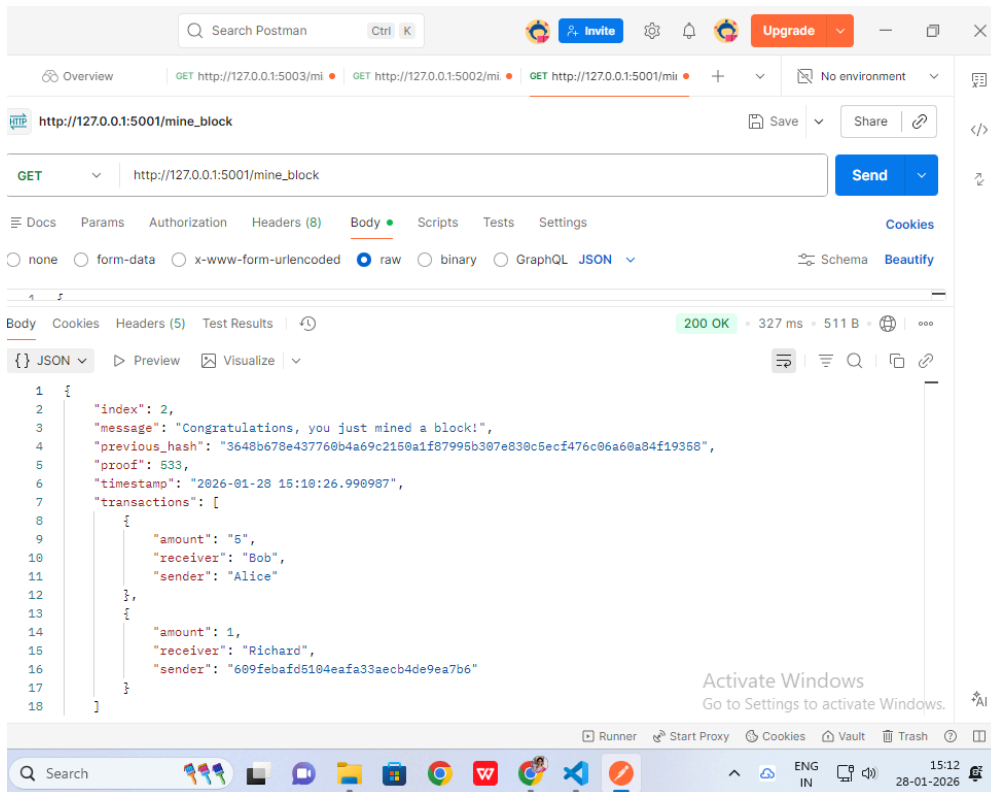 Search Postman Ctrl K Invite Upgrade
Overview GET http://127.0.0.1:5003/mi GET http://127.0.0.1:5002/mi. GET http://127.0.0.1:5001/mi No environment
HTTP http://127.0.0.1:5001/mine_block Save Share
GET http://127.0.0.1:5001/mine_block Send
Docs Params Authorization Headers (8) Body Scripts Tests Settings Cookies
none form-data x-www-form-urlencoded raw binary GraphQL JSON Schema Beautify
1 {
Body Cookies Headers (5) Test Results 200 OK 327 ms 511 B
{} JSON Preview Visualize
1 {
2 "index": 2,
3 "message": "Congratulations, you just mined a block!",
4 "previous_hash": "3648b678e437760b4a69c2150a1f87995b307e830c5ecf476c06a60a84f19358",
5 "proof": 533,
6 "timestamp": "2026-01-28 15:10:26.990987",
7 "transactions": [
8 {
9 "amount": "5",
10 "receiver": "Bob",
11 "sender": "Alice"
12 },
13 {
14 "amount": 1,
15 "receiver": "Richard",
16 "sender": "609febafd5104eafa33aecb4de9ea7b6"
17 }
18 ]
Activate Windows
Go to Settings to activate Windows.
AI
Runner Start Proxy Cookies Vault Trash
Search ENG 15:12
IN 28-01-2026